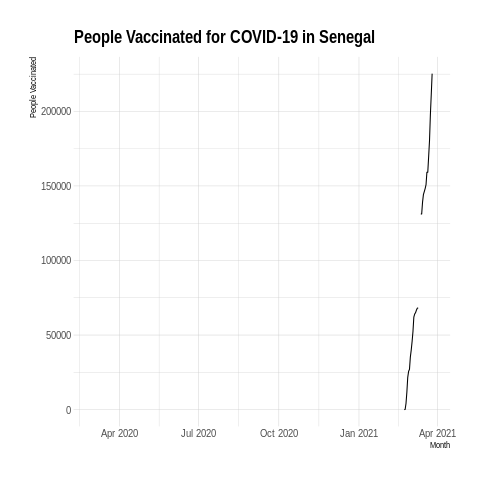 People Vaccinated for COVID-19 in Senegal
People Vaccinated
200000
150000
100000
50000
0
Apr 2020 Jul 2020 Oct 2020 Jan 2021 Apr 2021
Month